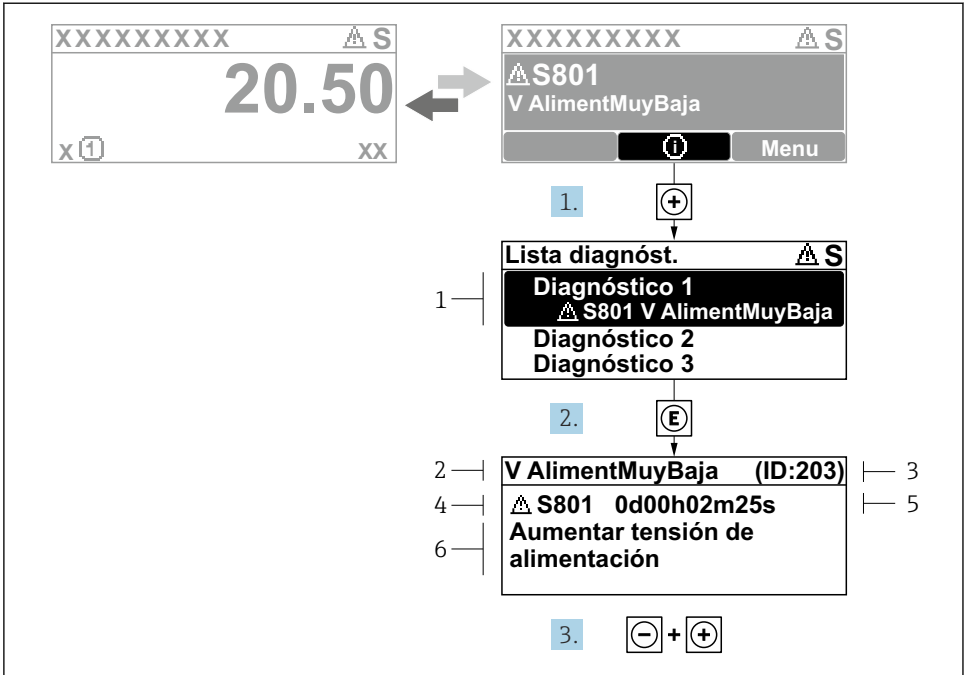 XXXXXXXXX ⚠ S
20.50
X ① XX
XXXXXXXXX ⚠ S
⚠S801
V AlimentMuyBaja
ⓘ Menu
1. +
Lista diagnóst. ⚠ S
1 Diagnóstico 1
⚠ S801 V AlimentMuyBaja
Diagnóstico 2
Diagnóstico 3
2. E
2 V AlimentMuyBaja (ID:203) 3
4 ⚠ S801 0d00h02m25s 5
6 Aumentar tensión de
alimentación
3. - + +